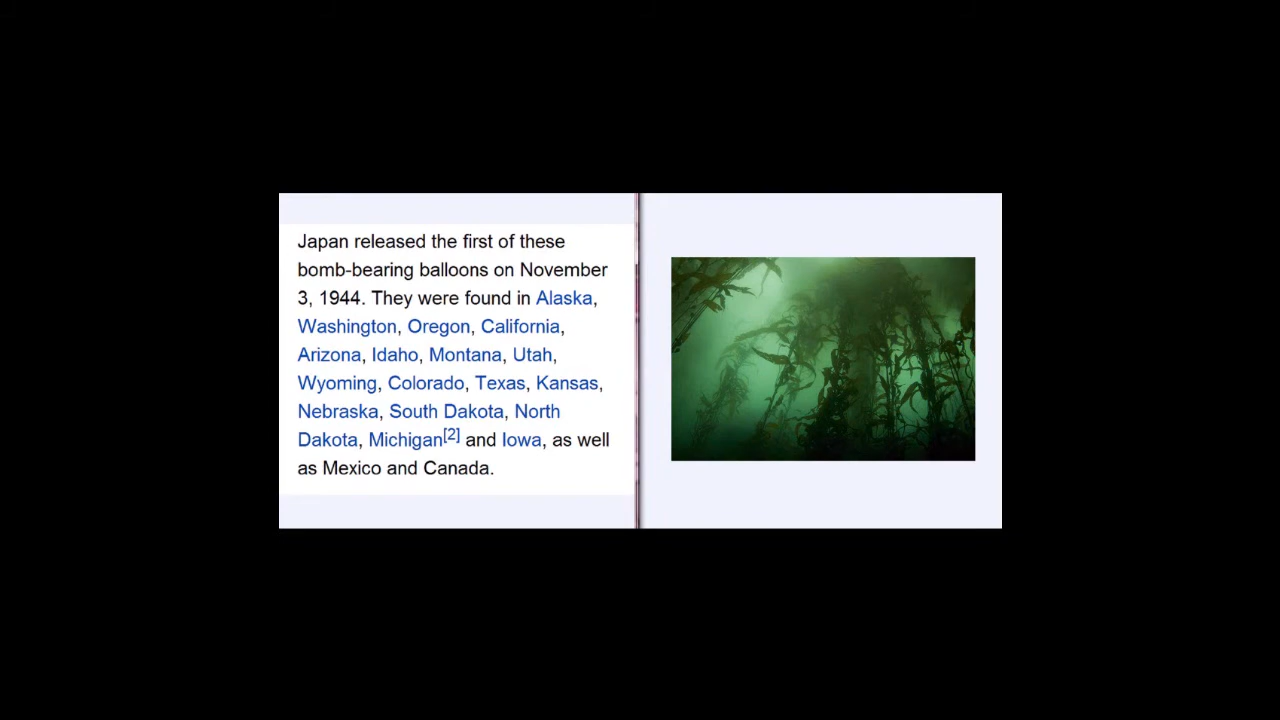 Japan released the first of these
bomb-bearing balloons on November
3, 1944. They were found in Alaska,
Washington, Oregon, California,
Arizona, Idaho, Montana, Utah,
Wyoming, Colorado, Texas, Kansas,
Nebraska, South Dakota, North
Dakota, Michigan[2] and Iowa, as well
as Mexico and Canada.